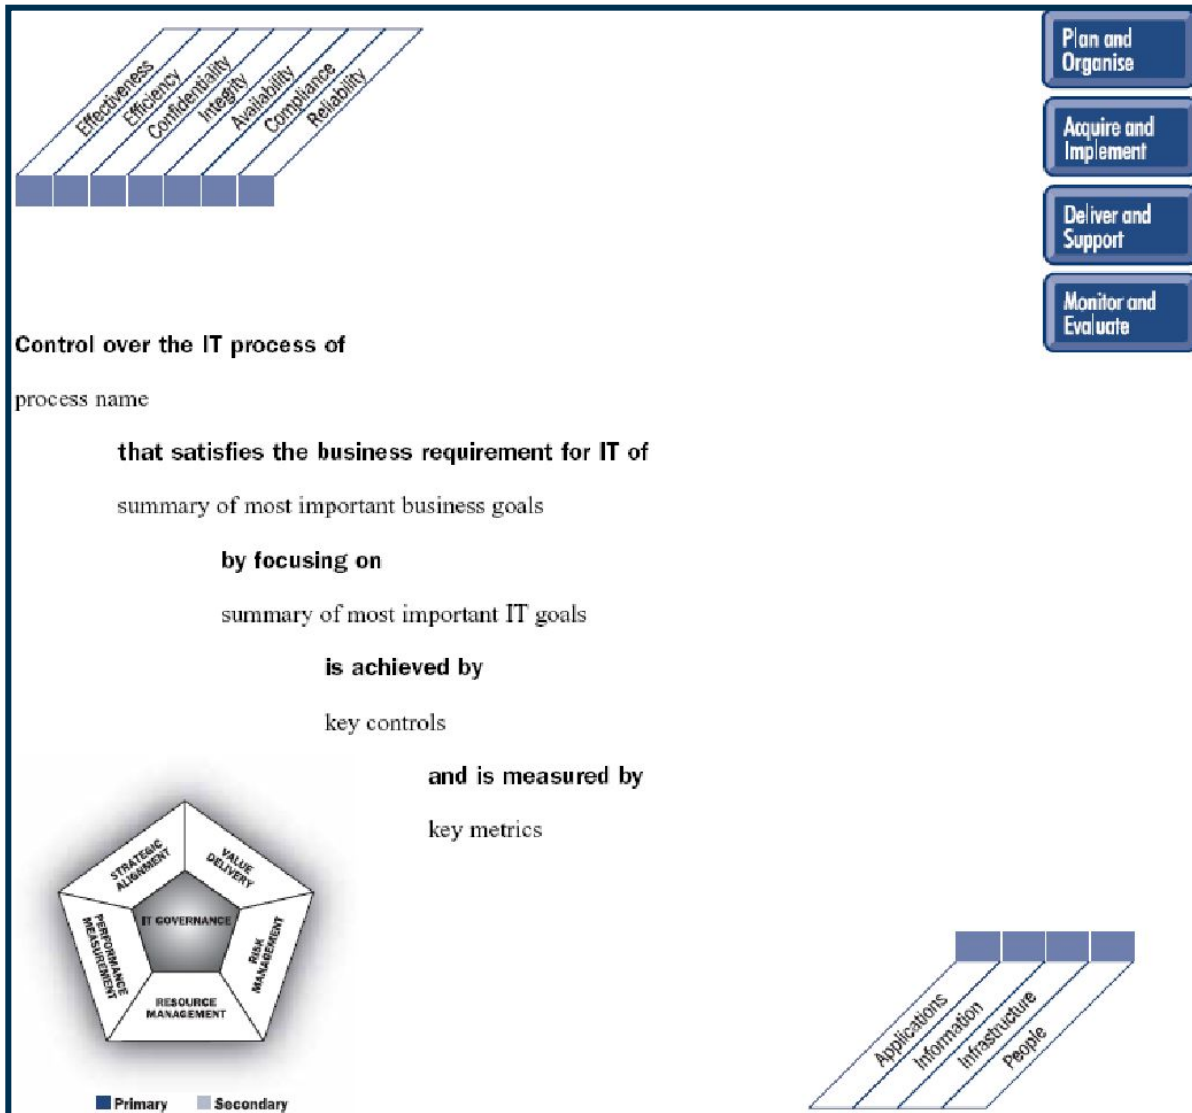 Effectiveness
Efficiency
Confidentiality
Integrity
Availability
Compliance
Reliability
Plan and
Organise
Acquire and
Implement
Deliver and
Support
Monitor and
Evaluate
Control over the IT process of
process name
that satisfies the business requirement for IT of
summary of most important business goals
by focusing on
summary of most important IT goals
is achieved by
key controls
and is measured by
key metrics
STRATEGIC
ALIGNMENT
VALUE
DELIVERY
IT GOVERNANCE
PERFORMANCE
MEASUREMENT
RISK
MANAGEMENT
RESOURCE
MANAGEMENT
Primary
Secondary
Applications
Information
Infrastructure
People